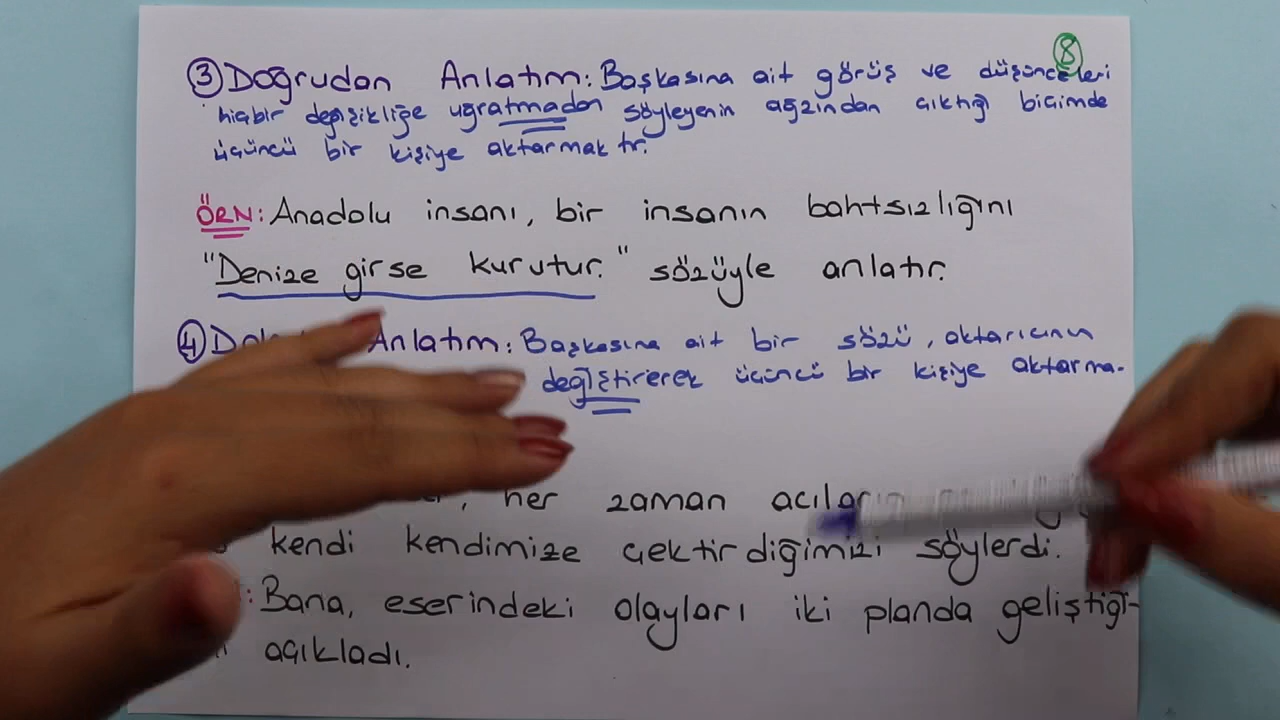 8
③ Doğrudan Anlatım: Başkasına ait görüş ve düşünceleri
hiçbir değişikliğe uğratmadan söyleyenin ağzından çıktığı biçimde
üçüncü bir kişiye aktarmaktır.
ÖRN: Anadolu insanı, bir insanın bahtsızlığını
"Denize girse kurutur." sözüyle anlatır.
④ Anlatım: Başkasına ait bir sözü, aktarıcının
değiştirerek üçüncü bir kişiye aktarma.
, her zaman
kendi kendimize çektirdiğimizi söylerdi.
: Bana, eserindeki olayları iki planda geliştiği-
açıkladı.